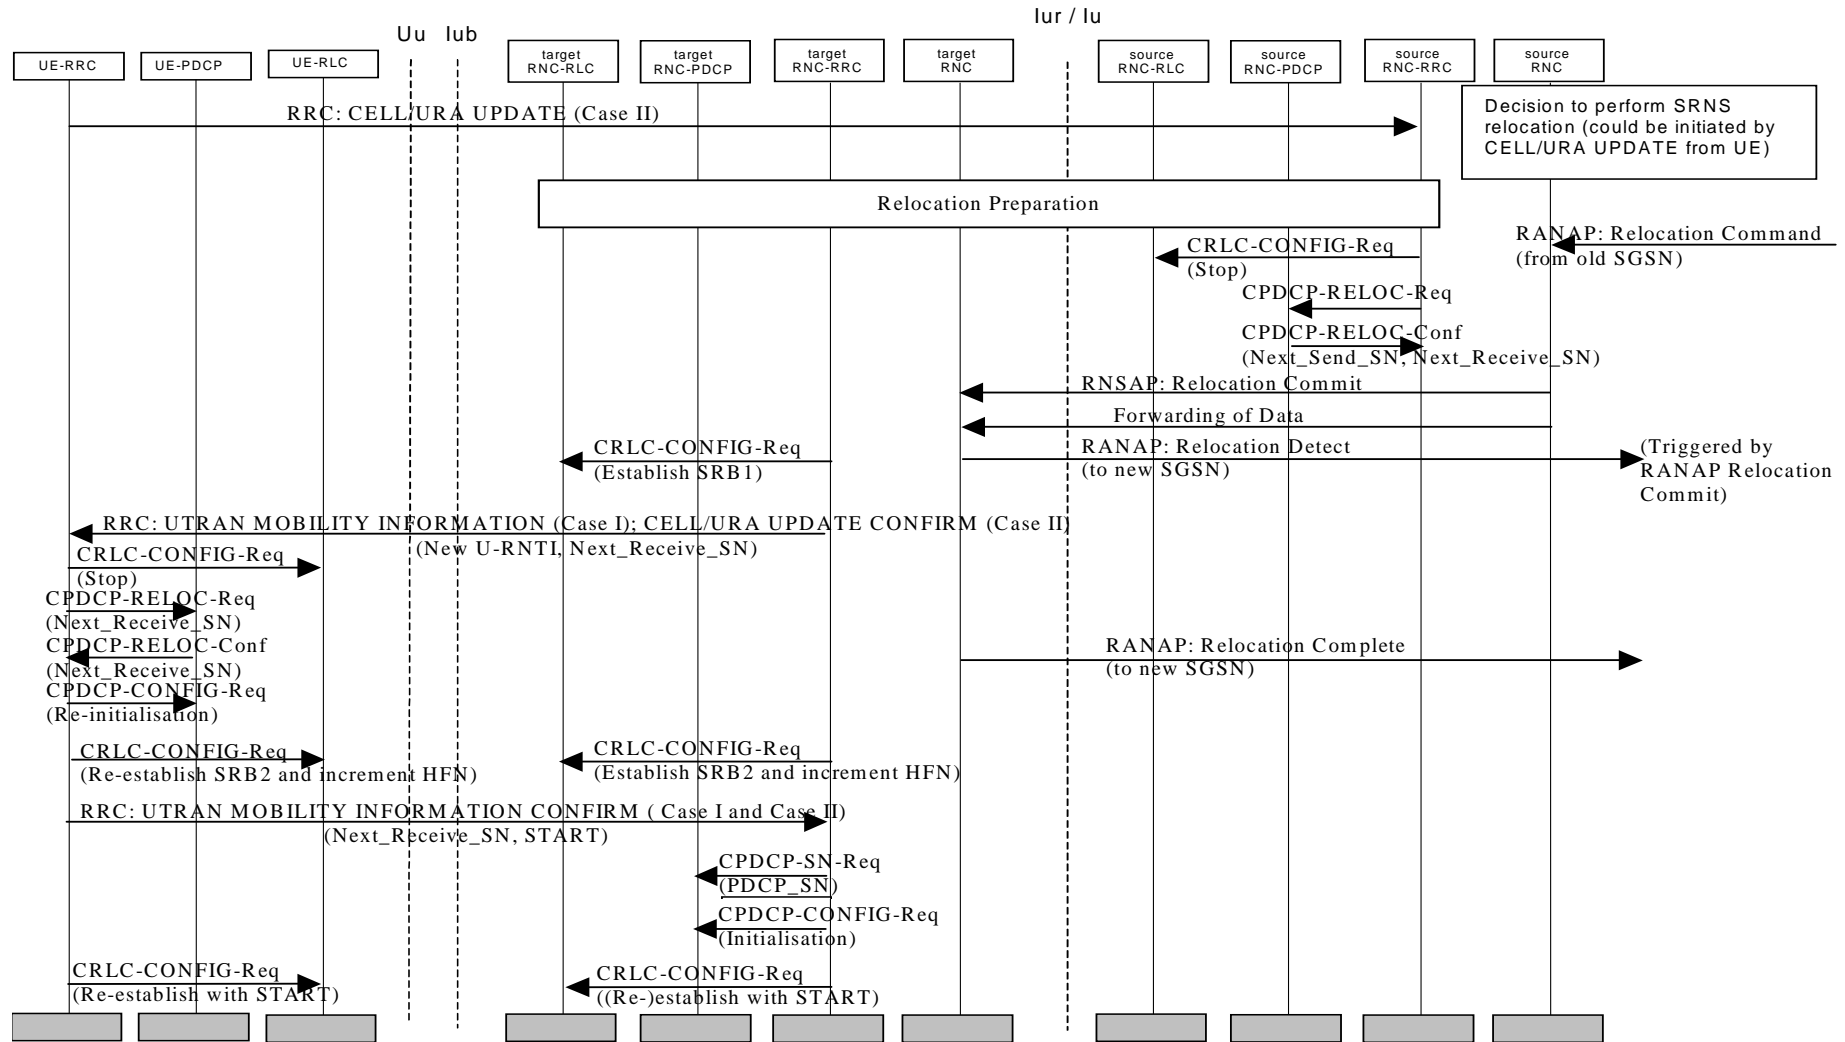 Iur / Iu
Uu Iub
UE-RRC
UE-PDCP
UE-RLC
target
RNC-RLC
target
RNC-PDCP
target
RNC-RRC
target
RNC
source
RNC-RLC
source
RNC-PDCP
source
RNC-RRC
source
RNC
RRC: CELL/URA UPDATE (Case II)
Decision to perform SRNS
relocation (could be initiated by
CELL/URA UPDATE from UE)
Relocation Preparation
RANAP: Relocation Command
(from old SGSN)
CRLC-CONFIG-Req
(Stop)
CPDCP-RELOC-Req
CPDCP-RELOC-Conf
(Next_Send_SN, Next_Receive_SN)
RNSAP: Relocation Commit
Forwarding of Data
CRLC-CONFIG-Req
(Establish SRB1)
RANAP: Relocation Detect
(to new SGSN)
(Triggered by
RANAP Relocation
Commit)
RRC: UTRAN MOBILITY INFORMATION (Case I); CELL/URA UPDATE CONFIRM (Case II)
(New U-RNTI, Next_Receive_SN)
CRLC-CONFIG-Req
(Stop)
CPDCP-RELOC-Req
(Next_Receive_SN)
CPDCP-RELOC-Conf
(Next_Receive_SN)
RANAP: Relocation Complete
(to new SGSN)
CPDCP-CONFIG-Req
(Re-initialisation)
CRLC-CONFIG-Req
(Re-establish SRB2 and increment HFN)
CRLC-CONFIG-Req
(Establish SRB2 and increment HFN)
RRC: UTRAN MOBILITY INFORMATION CONFIRM ( Case I and Case II)
(Next_Receive_SN, START)
CPDCP-SN-Req
(PDCP_SN)
CPDCP-CONFIG-Req
(Initialisation)
CRLC-CONFIG-Req
(Re-establish with START)
CRLC-CONFIG-Req
((Re-)establish with START)